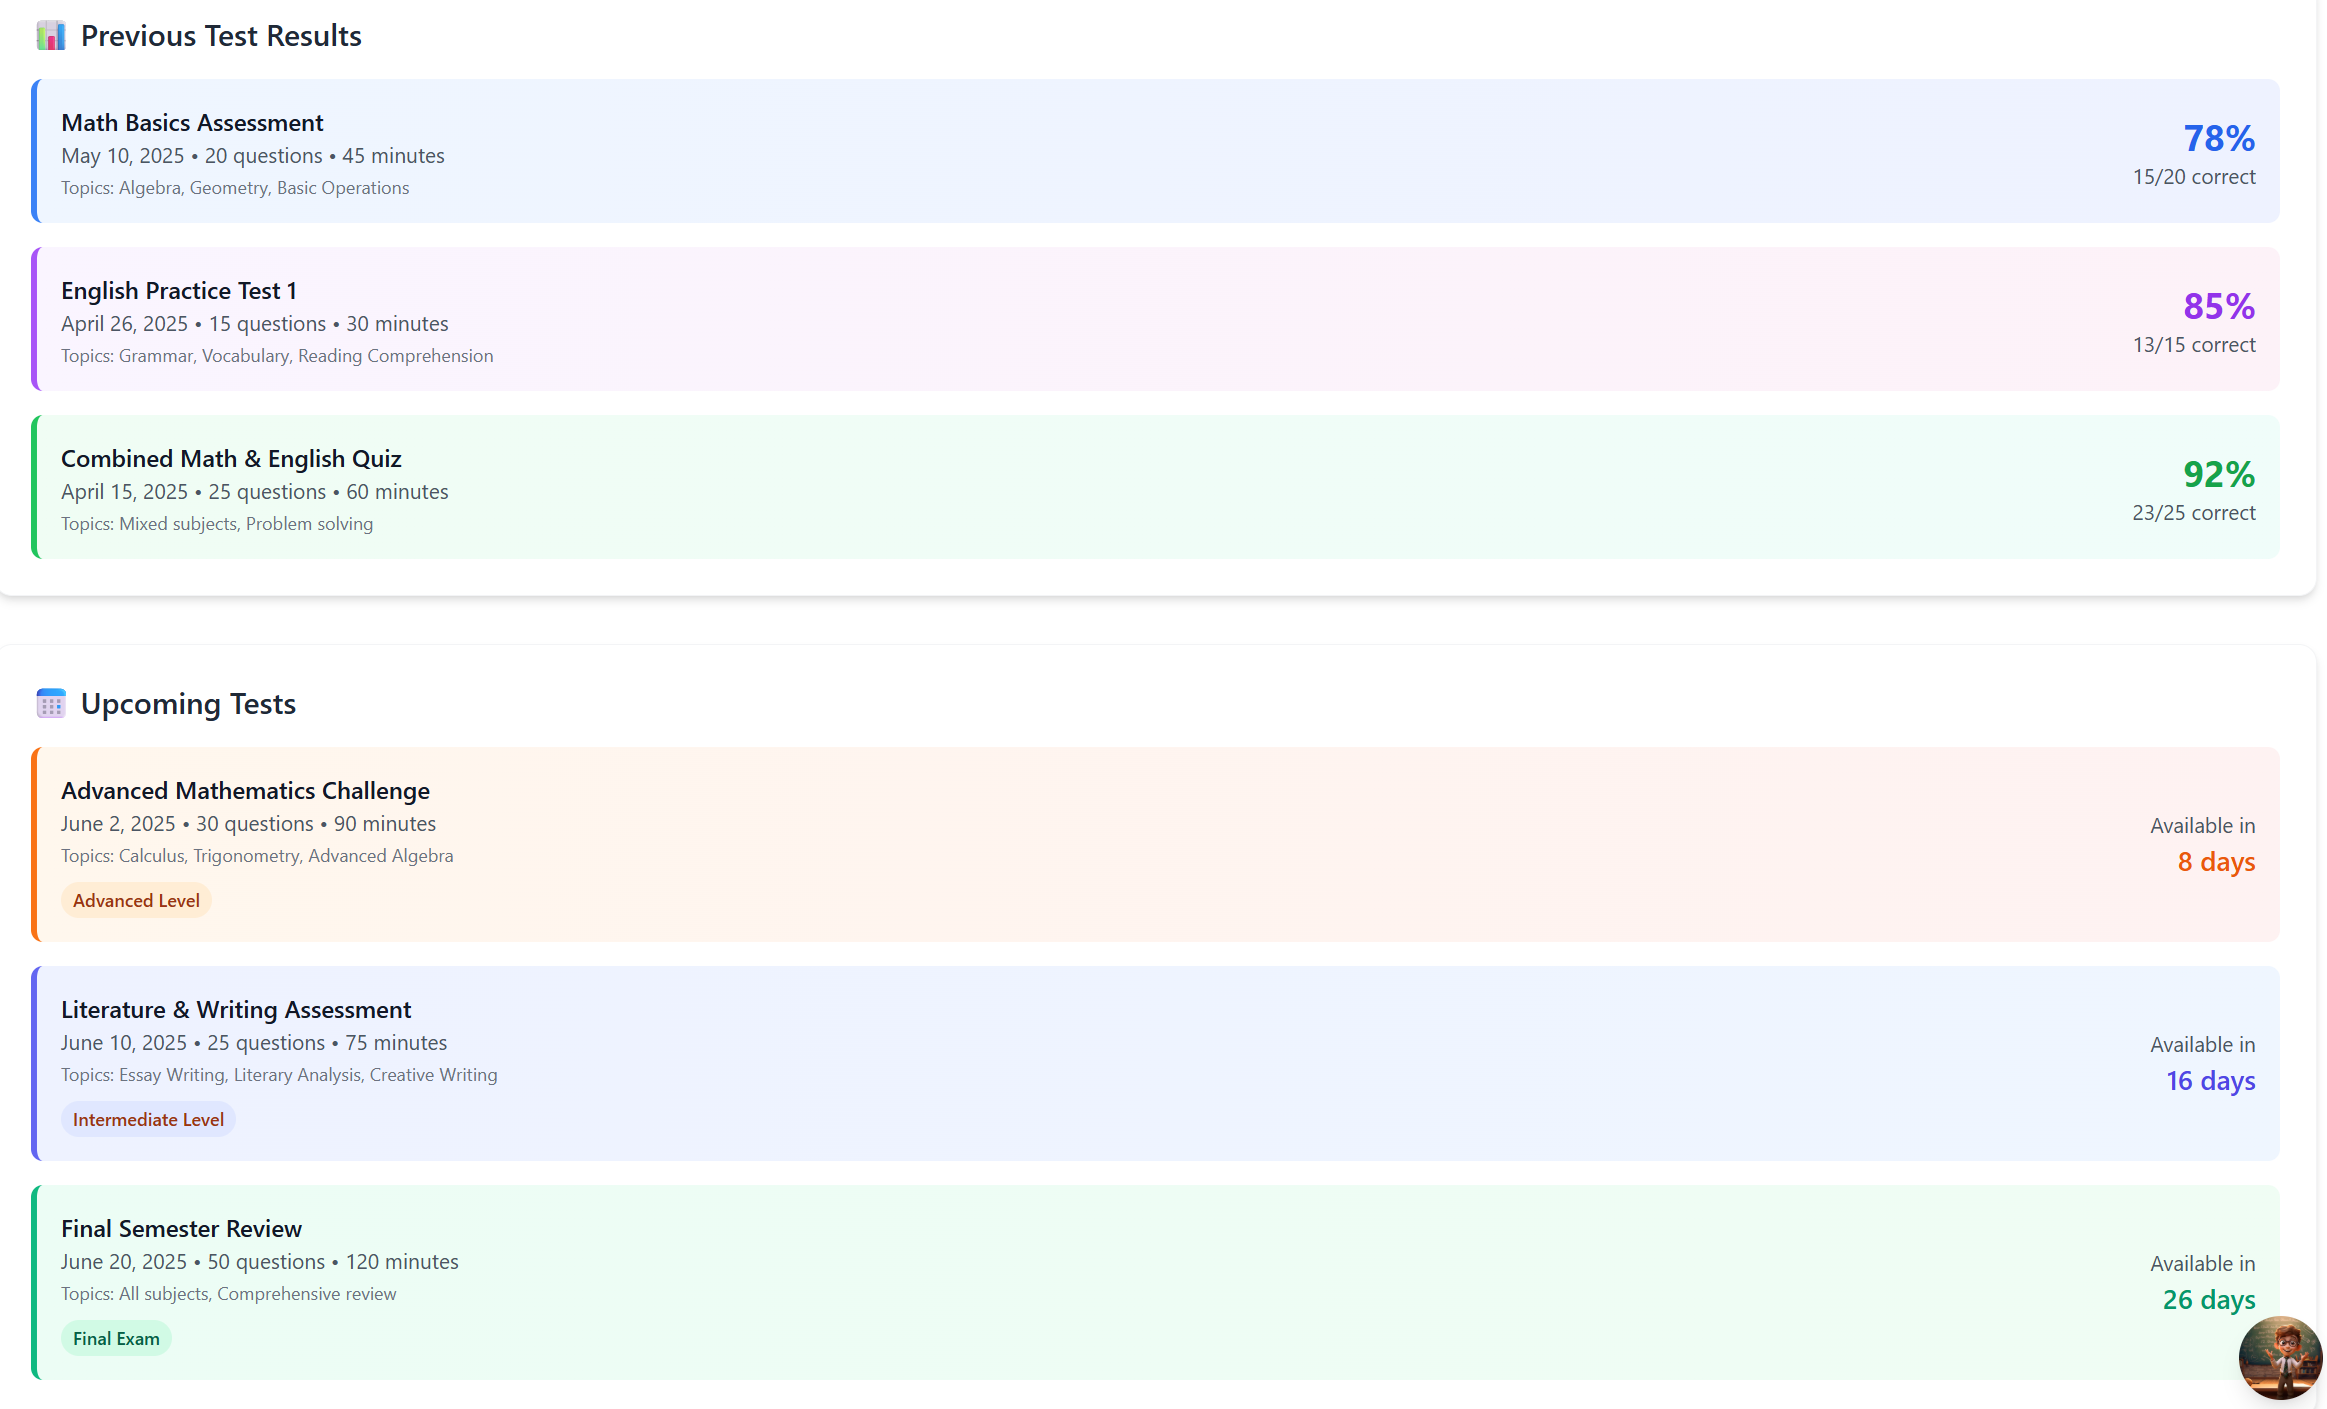 Previous Test Results
Math Basics Assessment
May 10, 2025 • 20 questions • 45 minutes
Topics: Algebra, Geometry, Basic Operations
78%
15/20 correct
English Practice Test 1
April 26, 2025 • 15 questions • 30 minutes
Topics: Grammar, Vocabulary, Reading Comprehension
85%
13/15 correct
Combined Math & English Quiz
April 15, 2025 • 25 questions • 60 minutes
Topics: Mixed subjects, Problem solving
92%
23/25 correct
Upcoming Tests
Advanced Mathematics Challenge
June 2, 2025 • 30 questions • 90 minutes
Topics: Calculus, Trigonometry, Advanced Algebra
Advanced Level
Available in
8 days
Literature & Writing Assessment
June 10, 2025 • 25 questions • 75 minutes
Topics: Essay Writing, Literary Analysis, Creative Writing
Intermediate Level
Available in
16 days
Final Semester Review
June 20, 2025 • 50 questions • 120 minutes
Topics: All subjects, Comprehensive review
Final Exam
Available in
26 days